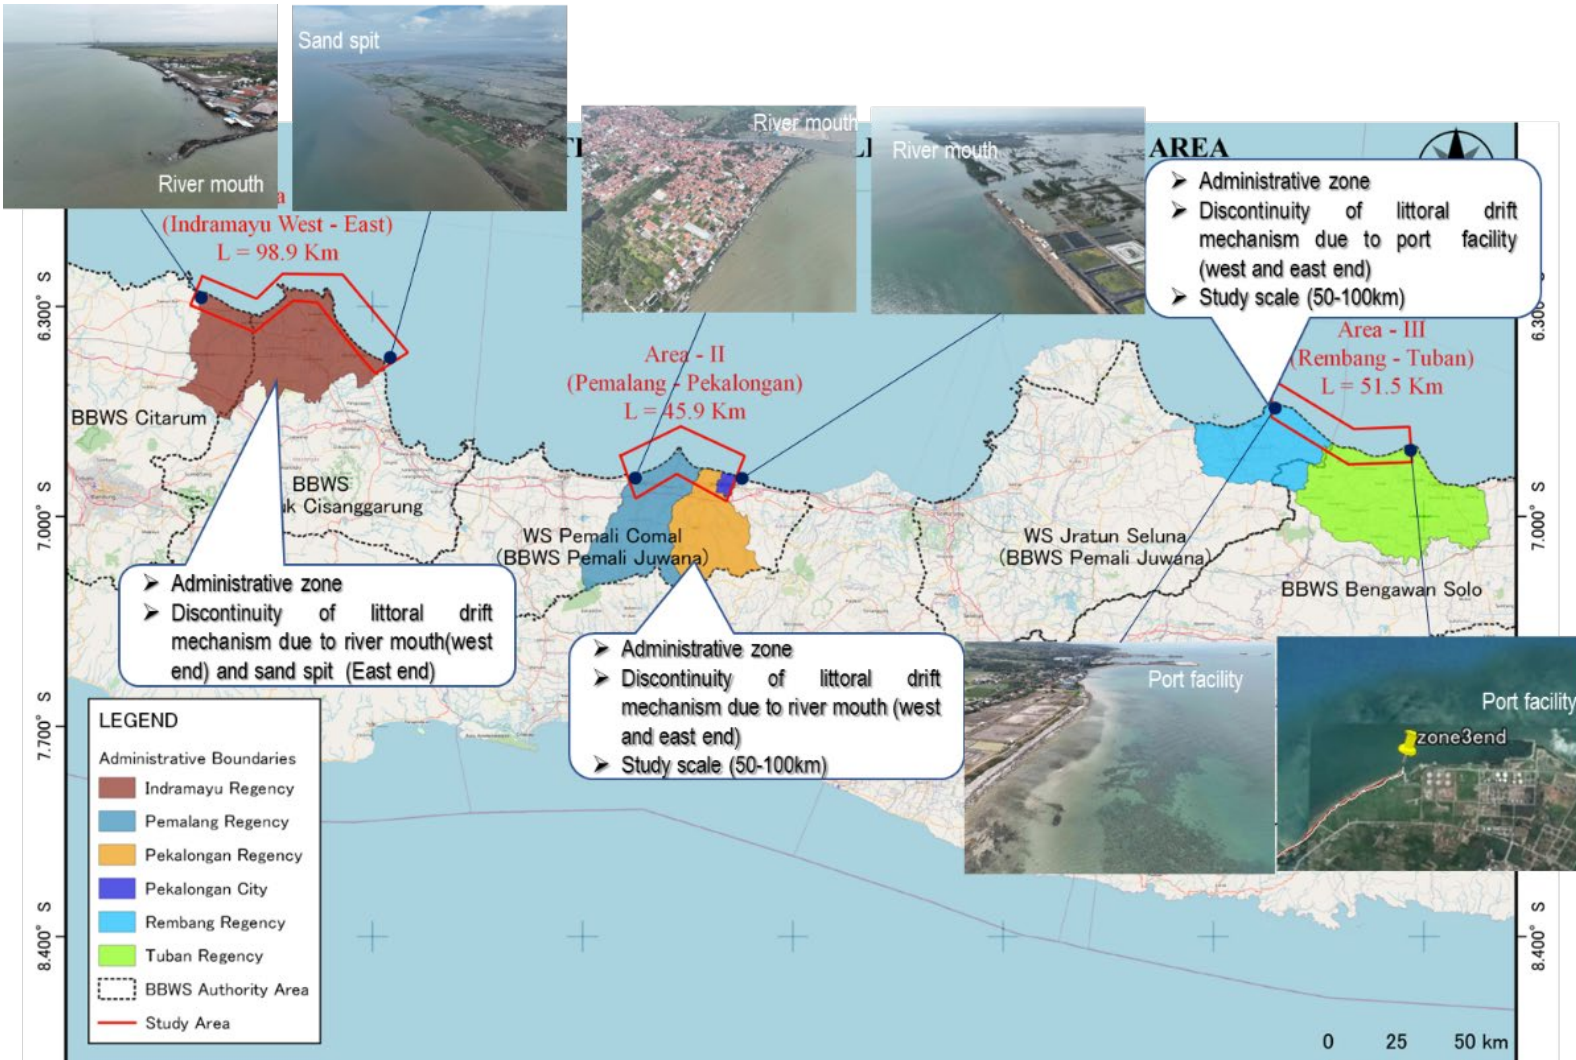 Sand spit
River mouth
River mouth
River mouth
AREA
(Indramayu West - East)
L = 98.9 Km
➢ Administrative zone
➢ Discontinuity of littoral drift
mechanism due to port facility
(west and east end)
➢ Study scale (50-100km)
6.300° S
6.300°
Area - II
(Pemalang - Pekalongan)
L = 45.9 Km
Area - III
(Rembang - Tuban)
L = 51.5 Km
BBWS Citarum
BBWS
uk Cisanggarung
WS Pemali Comal
(BBWS Pemali Juwana)
WS Jratun Seluna
(BBWS Pemali Juwana)
BBWS Bengawan Solo
7.000° S
7.000° S
➢ Administrative zone
➢ Discontinuity of littoral drift
mechanism due to river mouth(west
end) and sand spit (East end)
➢ Administrative zone
➢ Discontinuity of littoral drift
mechanism due to river mouth (west
and east end)
➢ Study scale (50-100km)
Port facility
Port facility
zone3end
7.700° S
LEGEND
Administrative Boundaries
Indramayu Regency
Pemalang Regency
Pekalongan Regency
Pekalongan City
Rembang Regency
Tuban Regency
BBWS Authority Area
Study Area
8.400° S
8.400° S
0 25 50 km